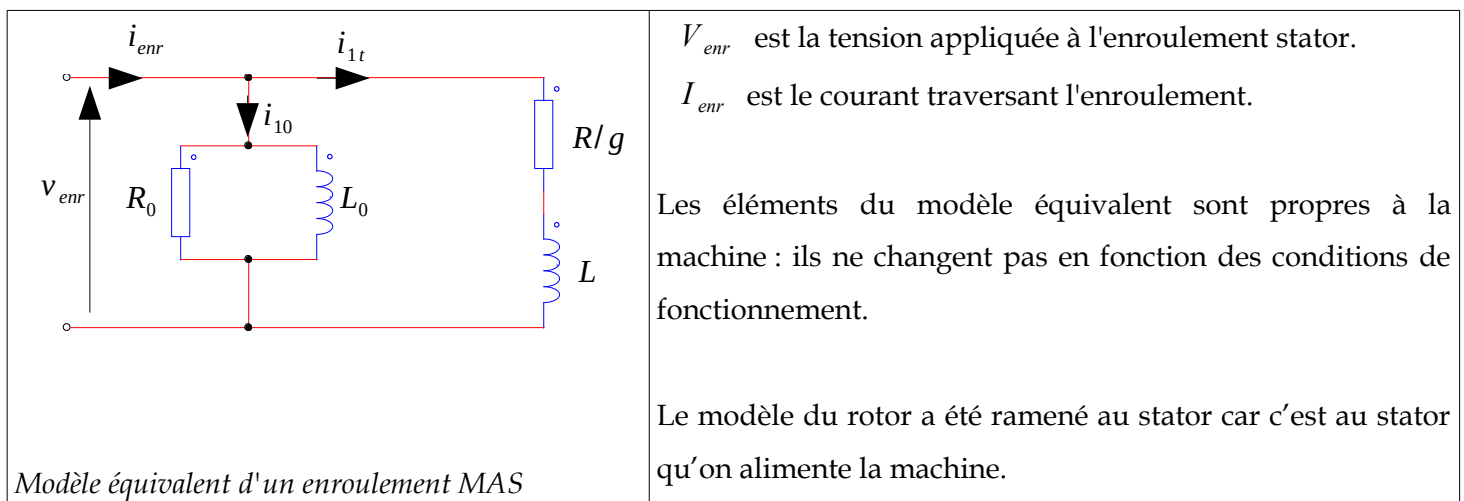 i_enr
i_1t
i_10
R/g
v_enr
R_0
L_0
L
Modèle équivalent d'un enroulement MAS
V_enr est la tension appliquée à l'enroulement stator.
I_enr est le courant traversant l'enroulement.
Les éléments du modèle équivalent sont propres à la
machine : ils ne changent pas en fonction des conditions de
fonctionnement.
Le modèle du rotor a été ramené au stator car c’est au stator
qu’on alimente la machine.